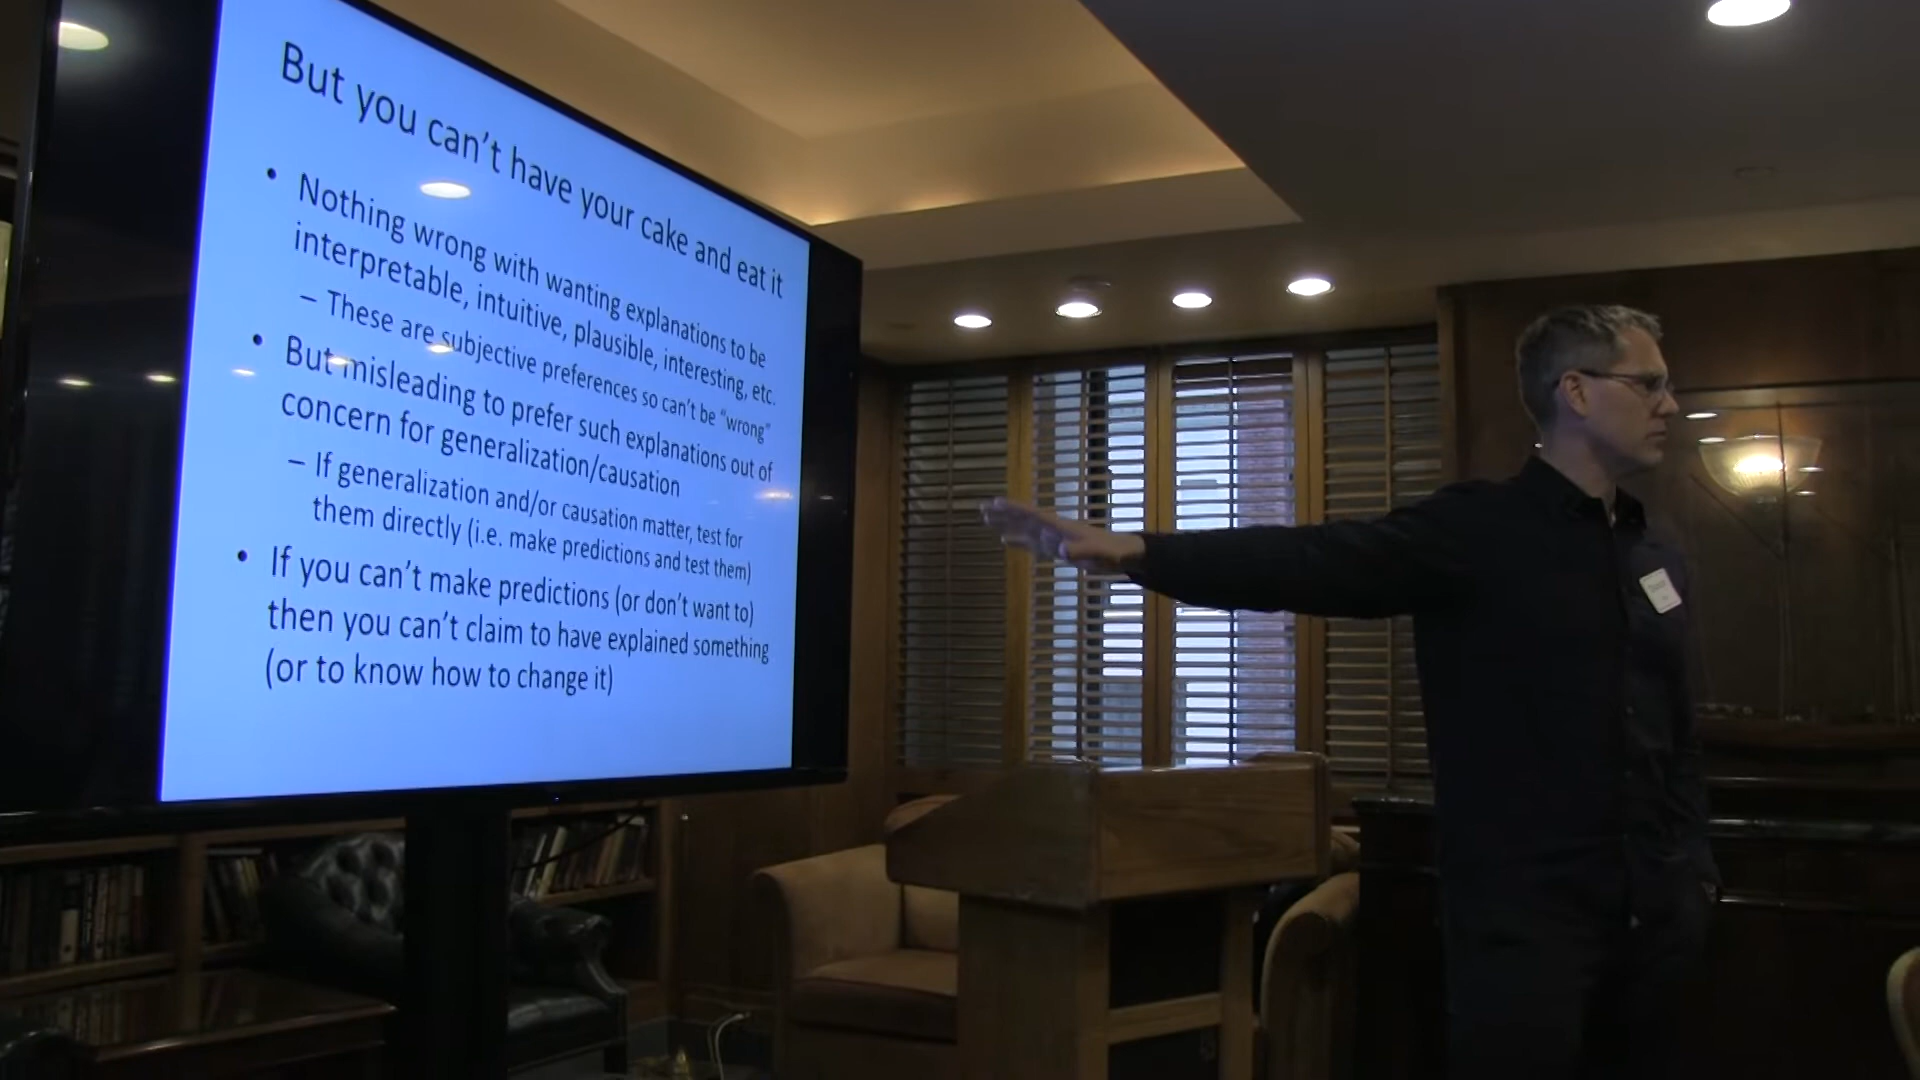 But you can't have your cake and eat it
• Nothing wrong with wanting explanations to be
interpretable, intuitive, plausible, interesting, etc.
– These are subjective preferences so can't be "wrong"
• But misleading to prefer such explanations out of
concern for generalization/causation
– If generalization and/or causation matter, test for
them directly (i.e. make predictions and test them)
• If you can't make predictions (or don't want to)
then you can't claim to have explained something
(or to know how to change it)